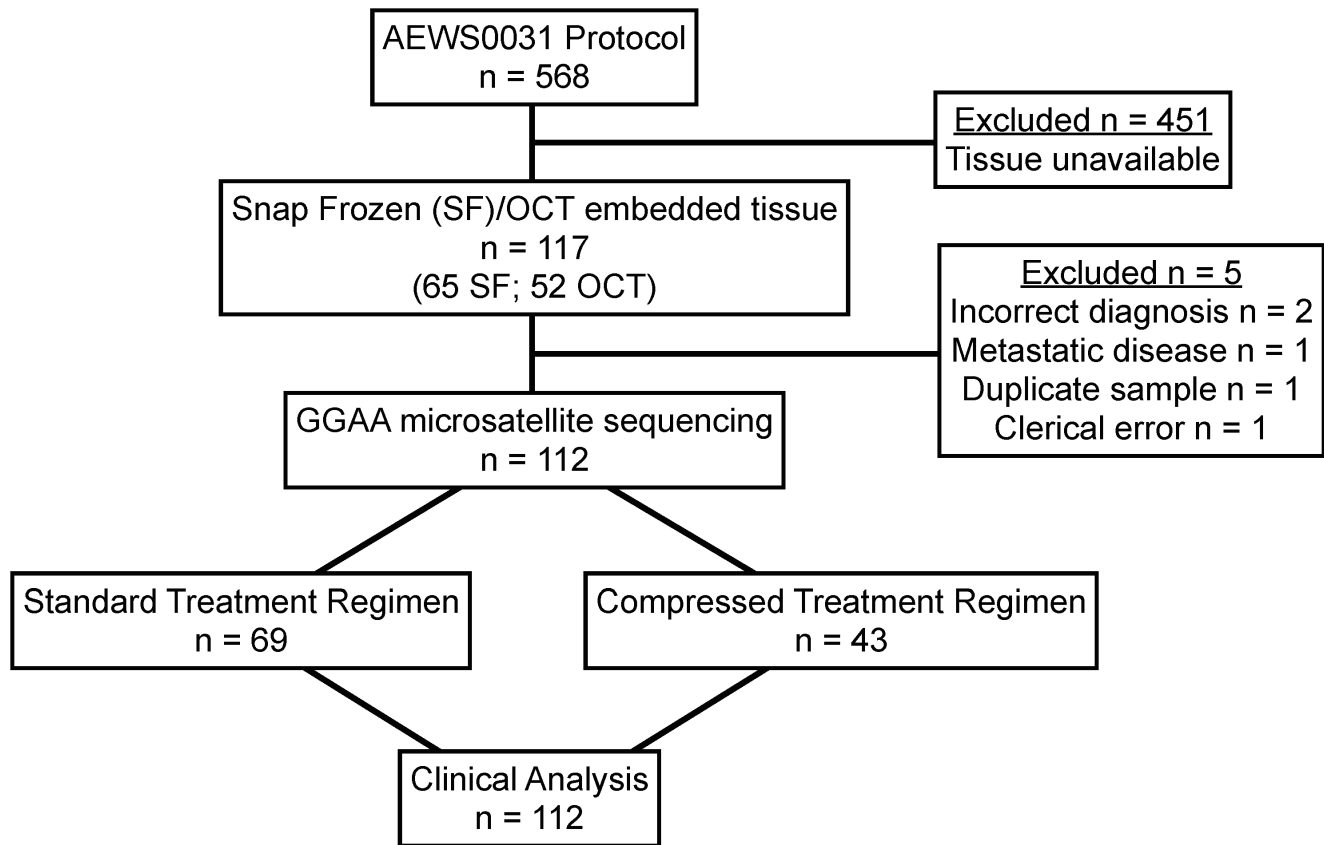 AEWS0031 Protocol
n = 568
Excluded n = 451
Tissue unavailable
Snap Frozen (SF)/OCT embedded tissue
n = 117
(65 SF; 52 OCT)
Excluded n = 5
Incorrect diagnosis n = 2
Metastatic disease n = 1
Duplicate sample n = 1
Clerical error n = 1
GGAA microsatellite sequencing
n = 112
Standard Treatment Regimen
n = 69
Compressed Treatment Regimen
n = 43
Clinical Analysis
n = 112